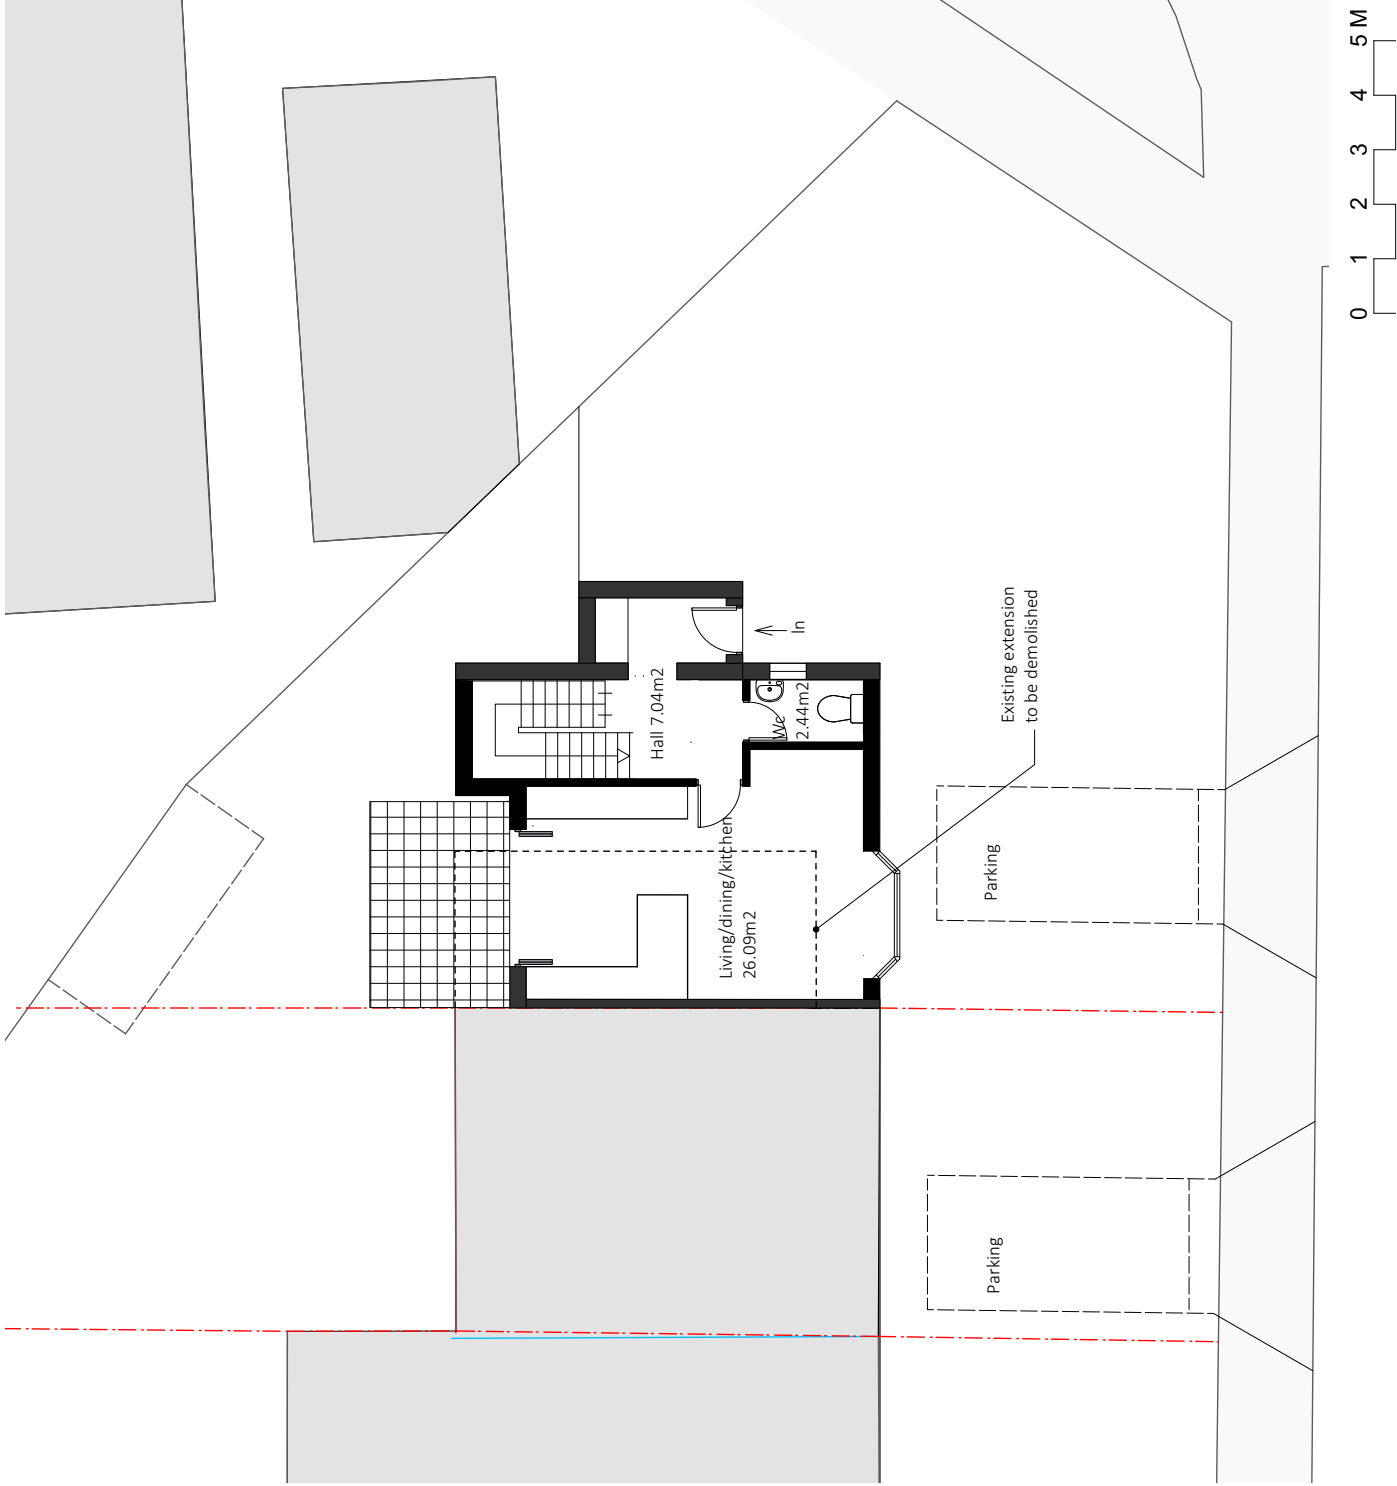 0 1 2 3 4 5 M
In
Hall 7.04m2
Wc
2.44m2
Living/dining/kitchen
26.09m2
Existing extension
to be demolished
Parking
Parking